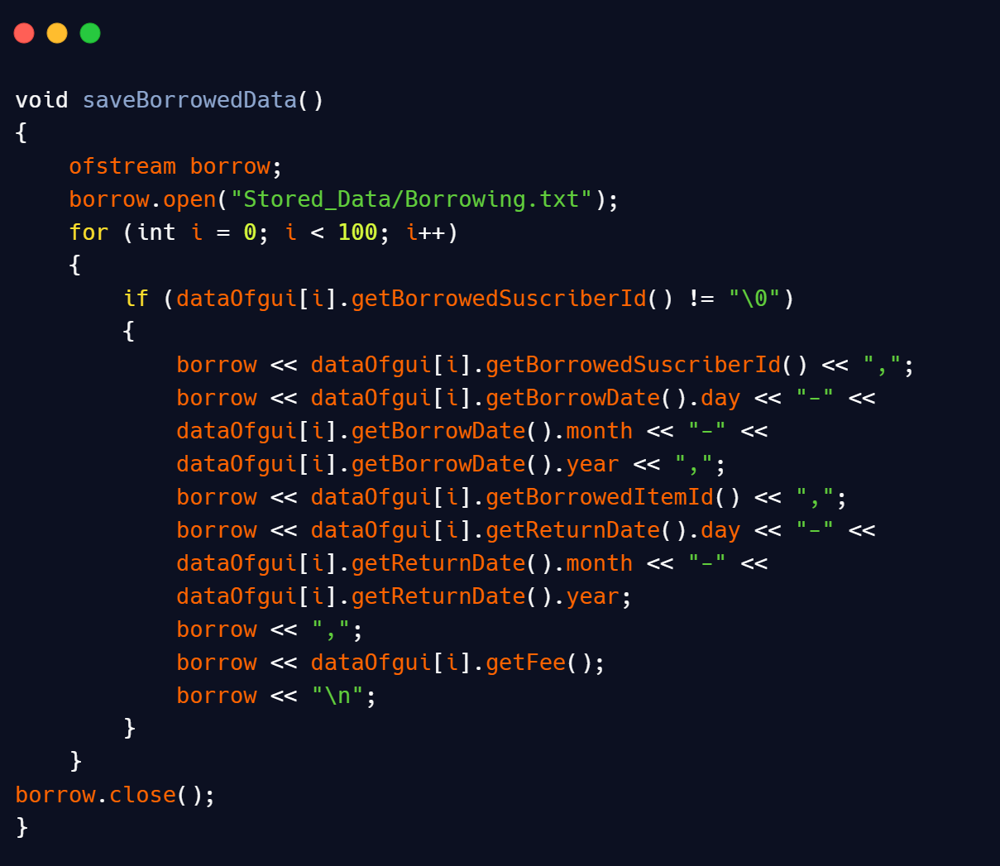 void saveBorrowedData()
{
    ofstream borrow;
    borrow.open("Stored_Data/Borrowing.txt");
    for (int i = 0; i < 100; i++)
    {
        if (dataOfgui[i].getBorrowedSuscriberId() != "\0")
        {
            borrow << dataOfgui[i].getBorrowedSuscriberId() << ",";
            borrow << dataOfgui[i].getBorrowDate().day << "-" <<
            dataOfgui[i].getBorrowDate().month << "-" <<
            dataOfgui[i].getBorrowDate().year << ",";
            borrow << dataOfgui[i].getBorrowedItemId() << ",";
            borrow << dataOfgui[i].getReturnDate().day << "-" <<
            dataOfgui[i].getReturnDate().month << "-" <<
            dataOfgui[i].getReturnDate().year;
            borrow << ",";
            borrow << dataOfgui[i].getFee();
            borrow << "\n";
        }
    }
borrow.close();
}